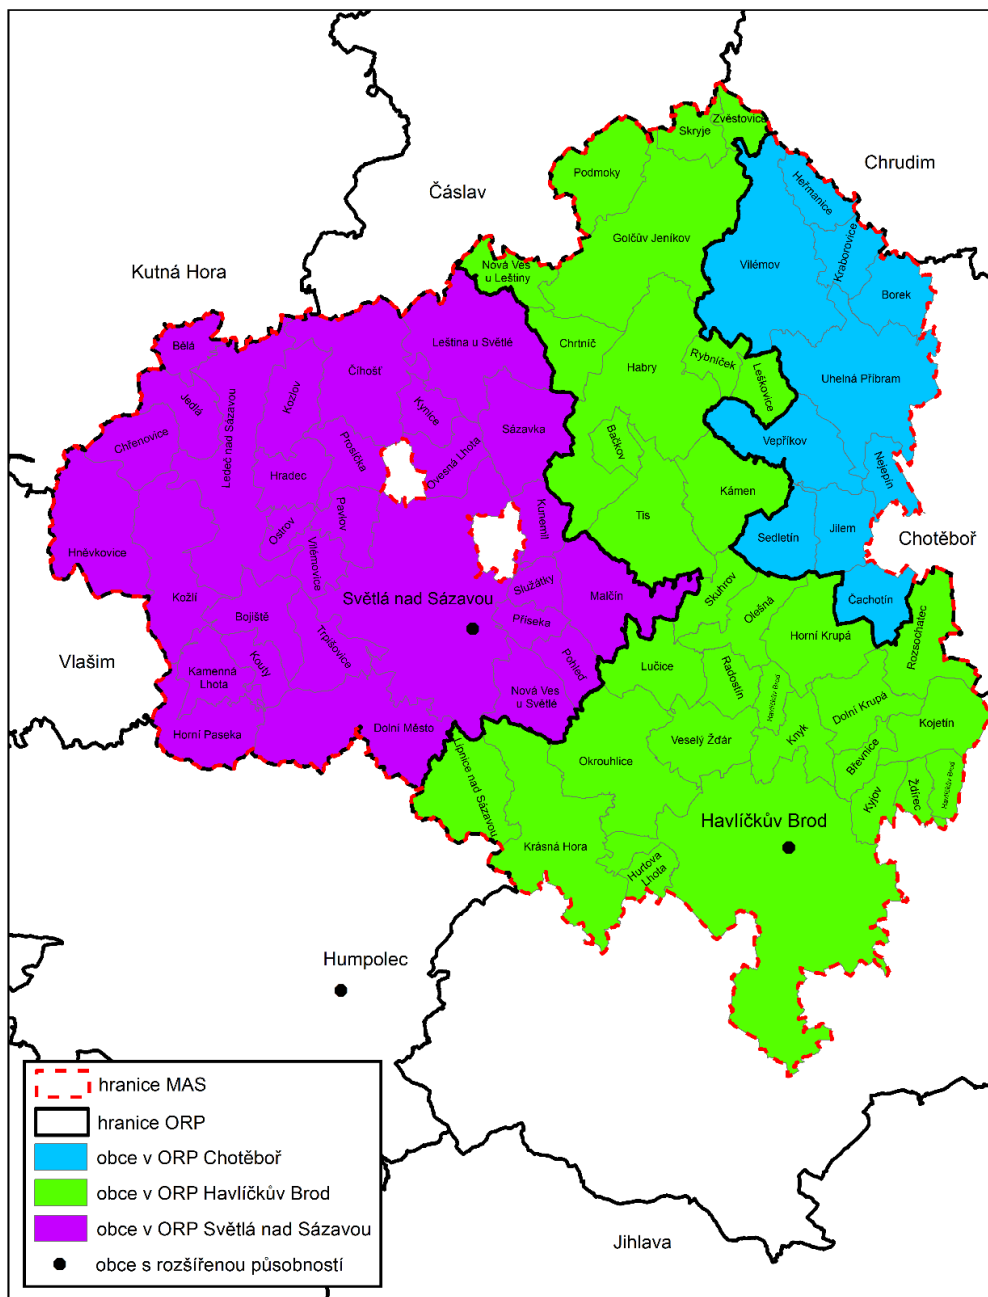 Zvěstovice
Skryje
Chrudim
Podmoky
Heřmanice
Čáslav
Golčův Jeníkov
Kraborovice
Kutná Hora
Nová Ves
u Leštiny
Vilémov
Borek
Bělá
Leština u Světlé
Chrtníč
Číhošť
Habry
Rybníček
Leškovice
Uhelná Příbram
Jedlá
Kozlov
Ledeč nad Sázavou
Kynice
Chřenovice
Sázavka
Prosíčka
Bačkov
Vepříkov
Ovesná Lhota
Hradec
Nejepín
Kámen
Pavlov
Tis
Kunemil
Ostrov
Jilem
Sedletín
Chotěboř
Hněvkovice
Vilémovice
Kožlí
Služátky
Malčín
Skuhrov
Čachotín
Světlá nad Sázavou
Olešná
Bojiště
Příseka
Horní Krupá
Rozsochatec
Trpišovice
Vlašim
Kouty
Pohled
Lučice
Kamenná
Lhota
Radostín
Havlíčkův Brod
Nová Ves
u Světlé
Dolní Krupá
Horní Paseka
Dolní Město
Kojetín
Veselý Žďár
Knyk
Břevnice
Okrouhlice
Lipnice nad Sázavou
Kyjov
Ždírec
Havlíčkův Brod
Havlíčkův Brod
Krásná Hora
Hurtova
Lhota
Humpolec
hranice MAS
hranice ORP
obce v ORP Chotěboř
obce v ORP Havlíčkův Brod
obce v ORP Světlá nad Sázavou
obce s rozšířenou působností
Jihlava